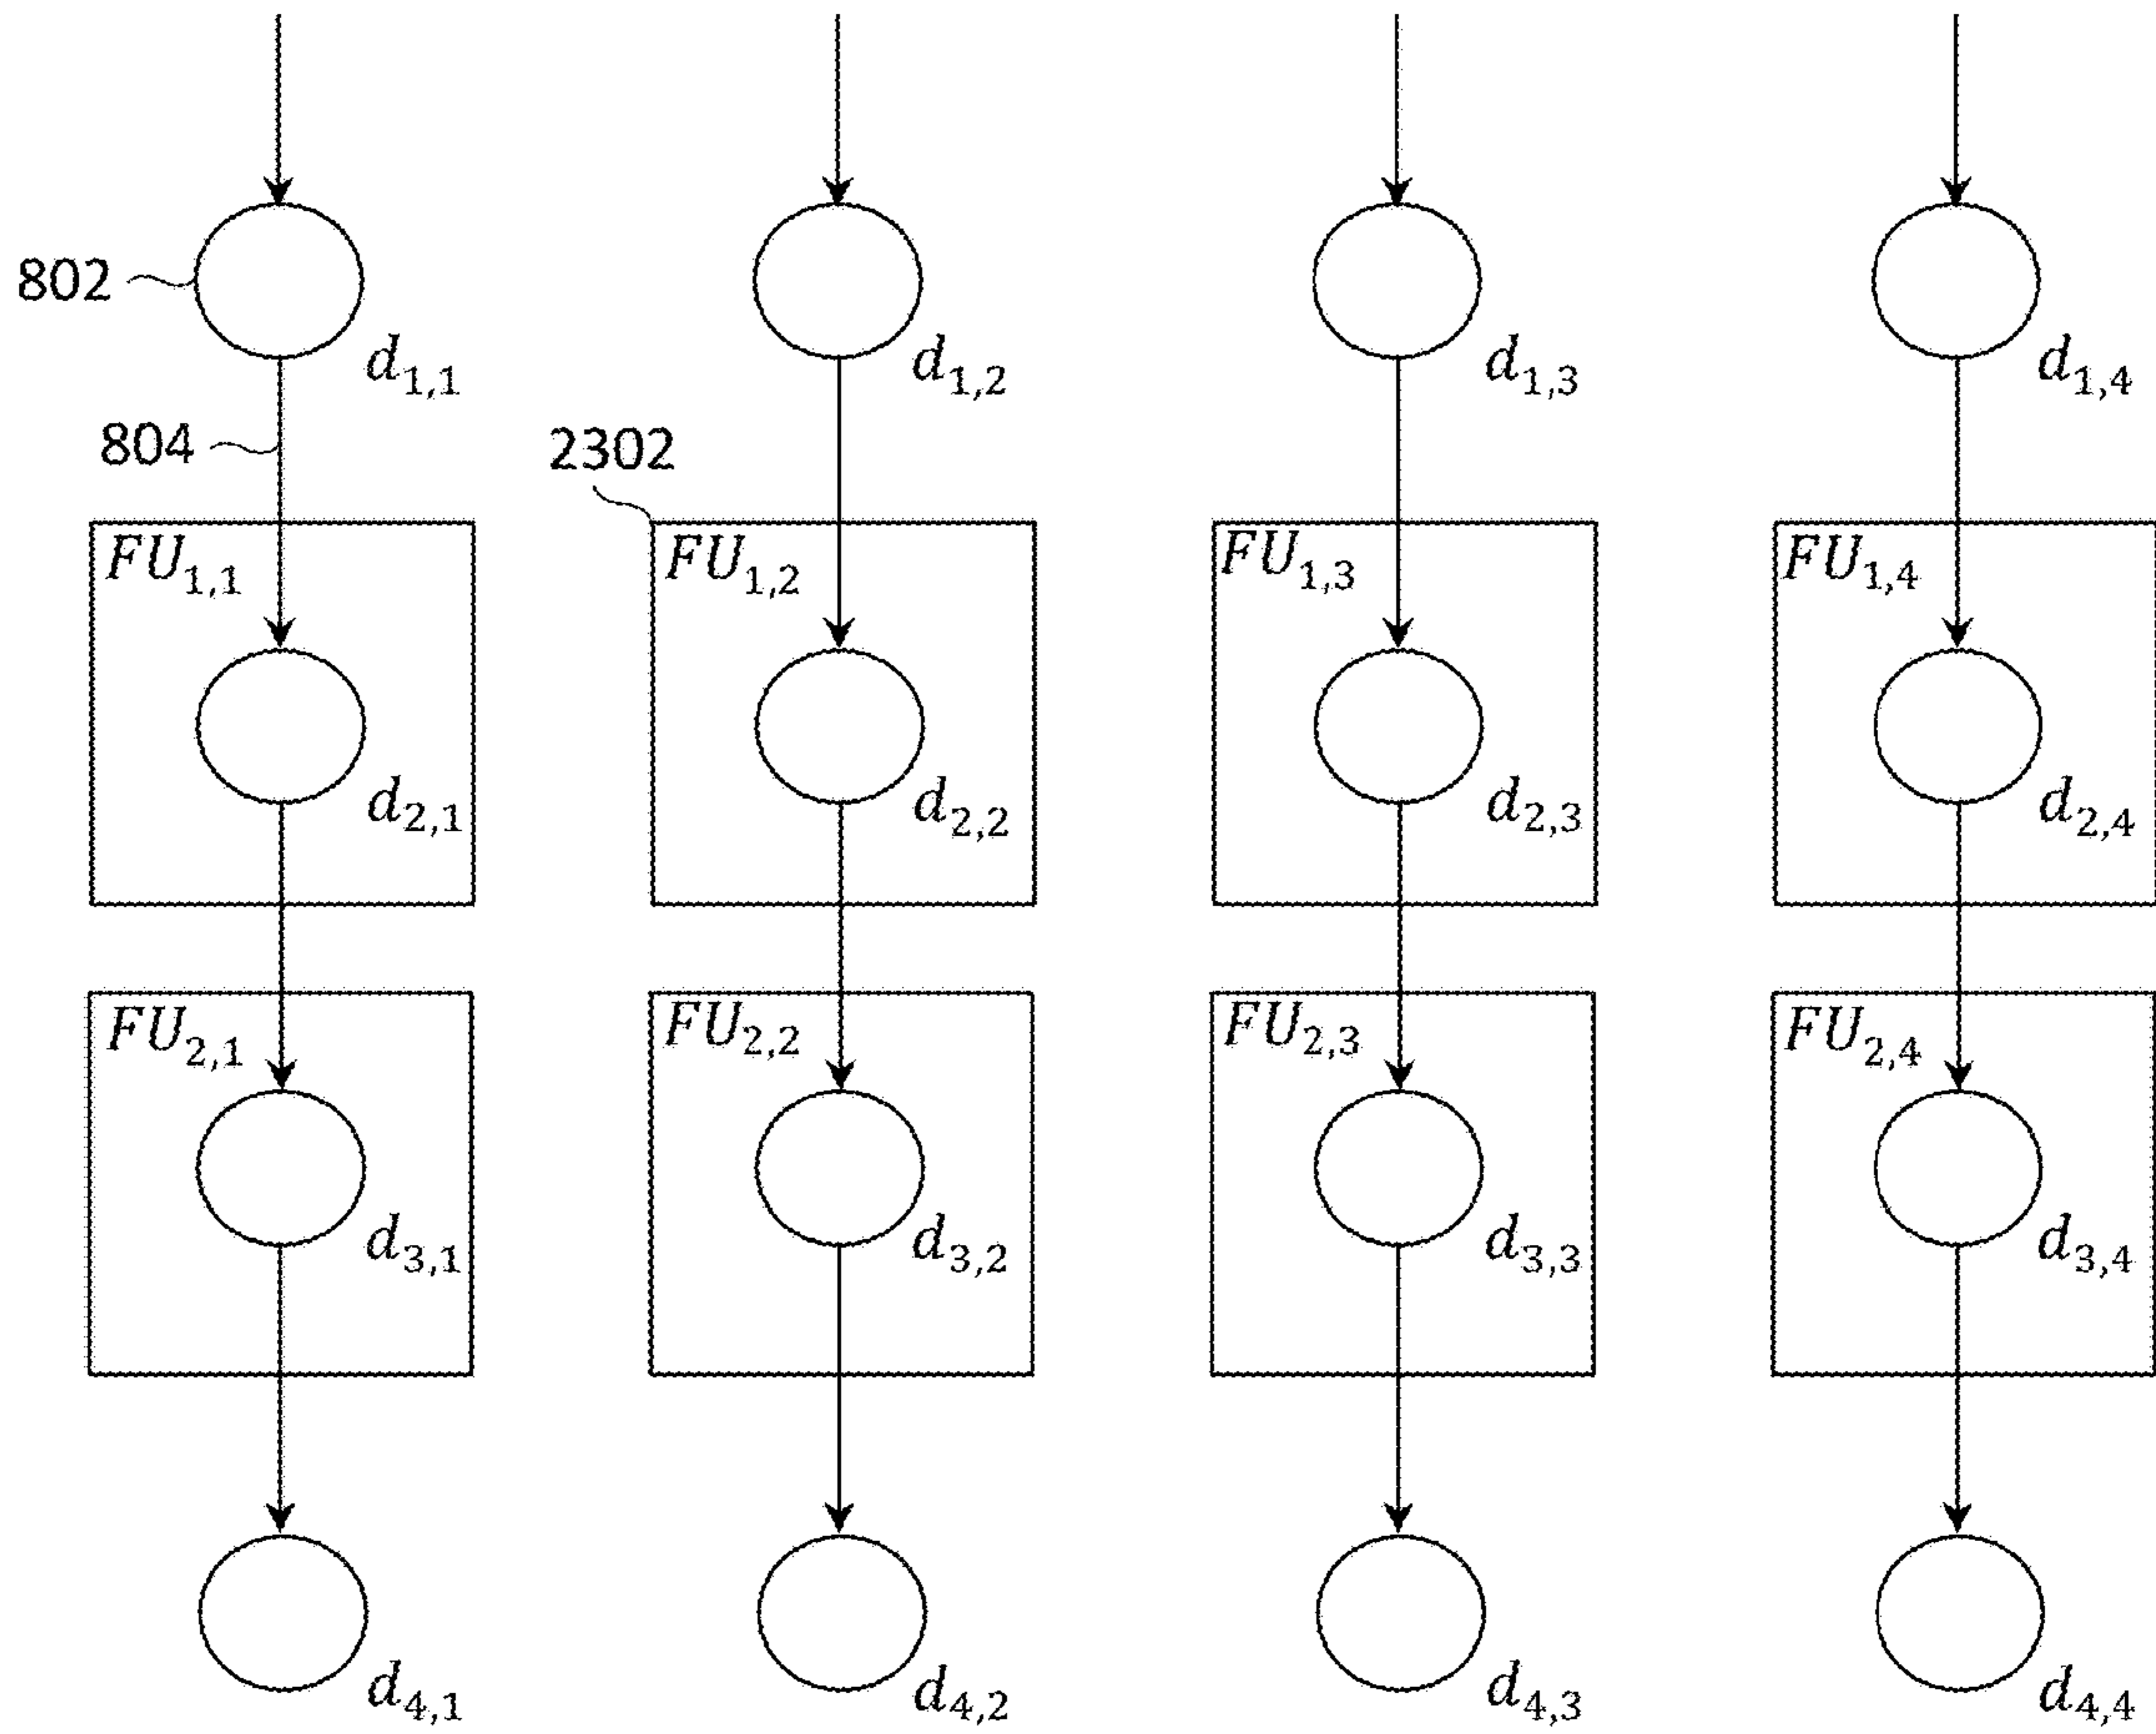 802
d1,1 d1,2 d1,3 d1,4
804 2302
FU1,1 FU1,2 FU1,3 FU1,4
d2,1 d2,2 d2,3 d2,4
FU2,1 FU2,2 FU2,3 FU2,4
d3,1 d3,2 d3,3 d3,4
d4,1 d4,2 d4,3 d4,4